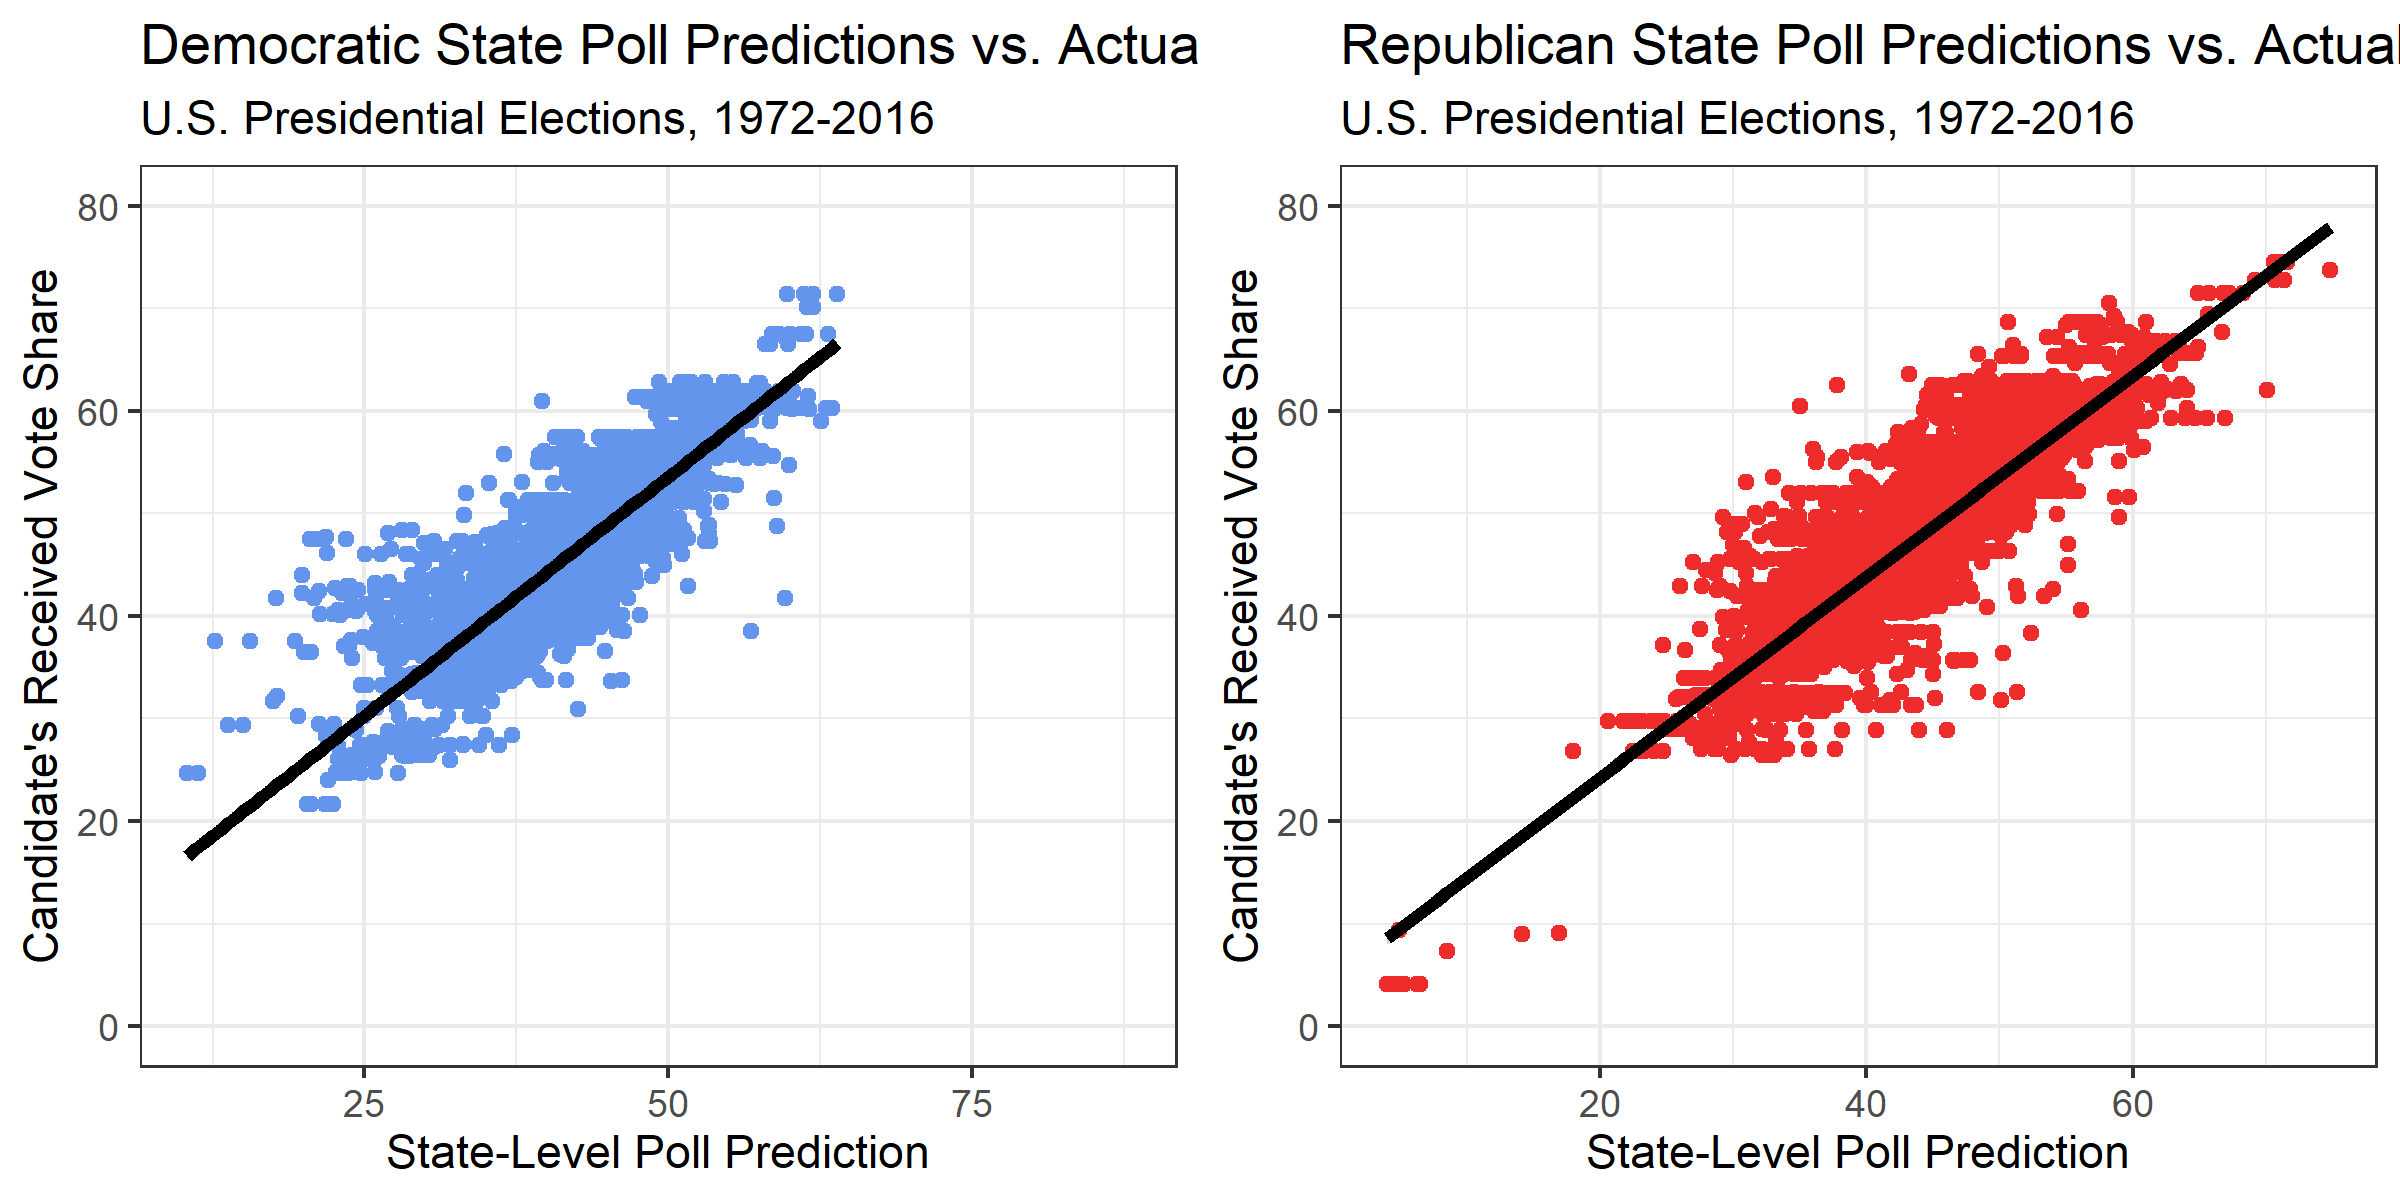 Democratic State Poll Predictions vs. Actua
U.S. Presidential Elections, 1972-2016
80
60
40
20
0
Candidate's Received Vote Share
25 50 75
State-Level Poll Prediction
Republican State Poll Predictions vs. Actual
U.S. Presidential Elections, 1972-2016
80
60
40
20
0
Candidate's Received Vote Share
20 40 60
State-Level Poll Prediction